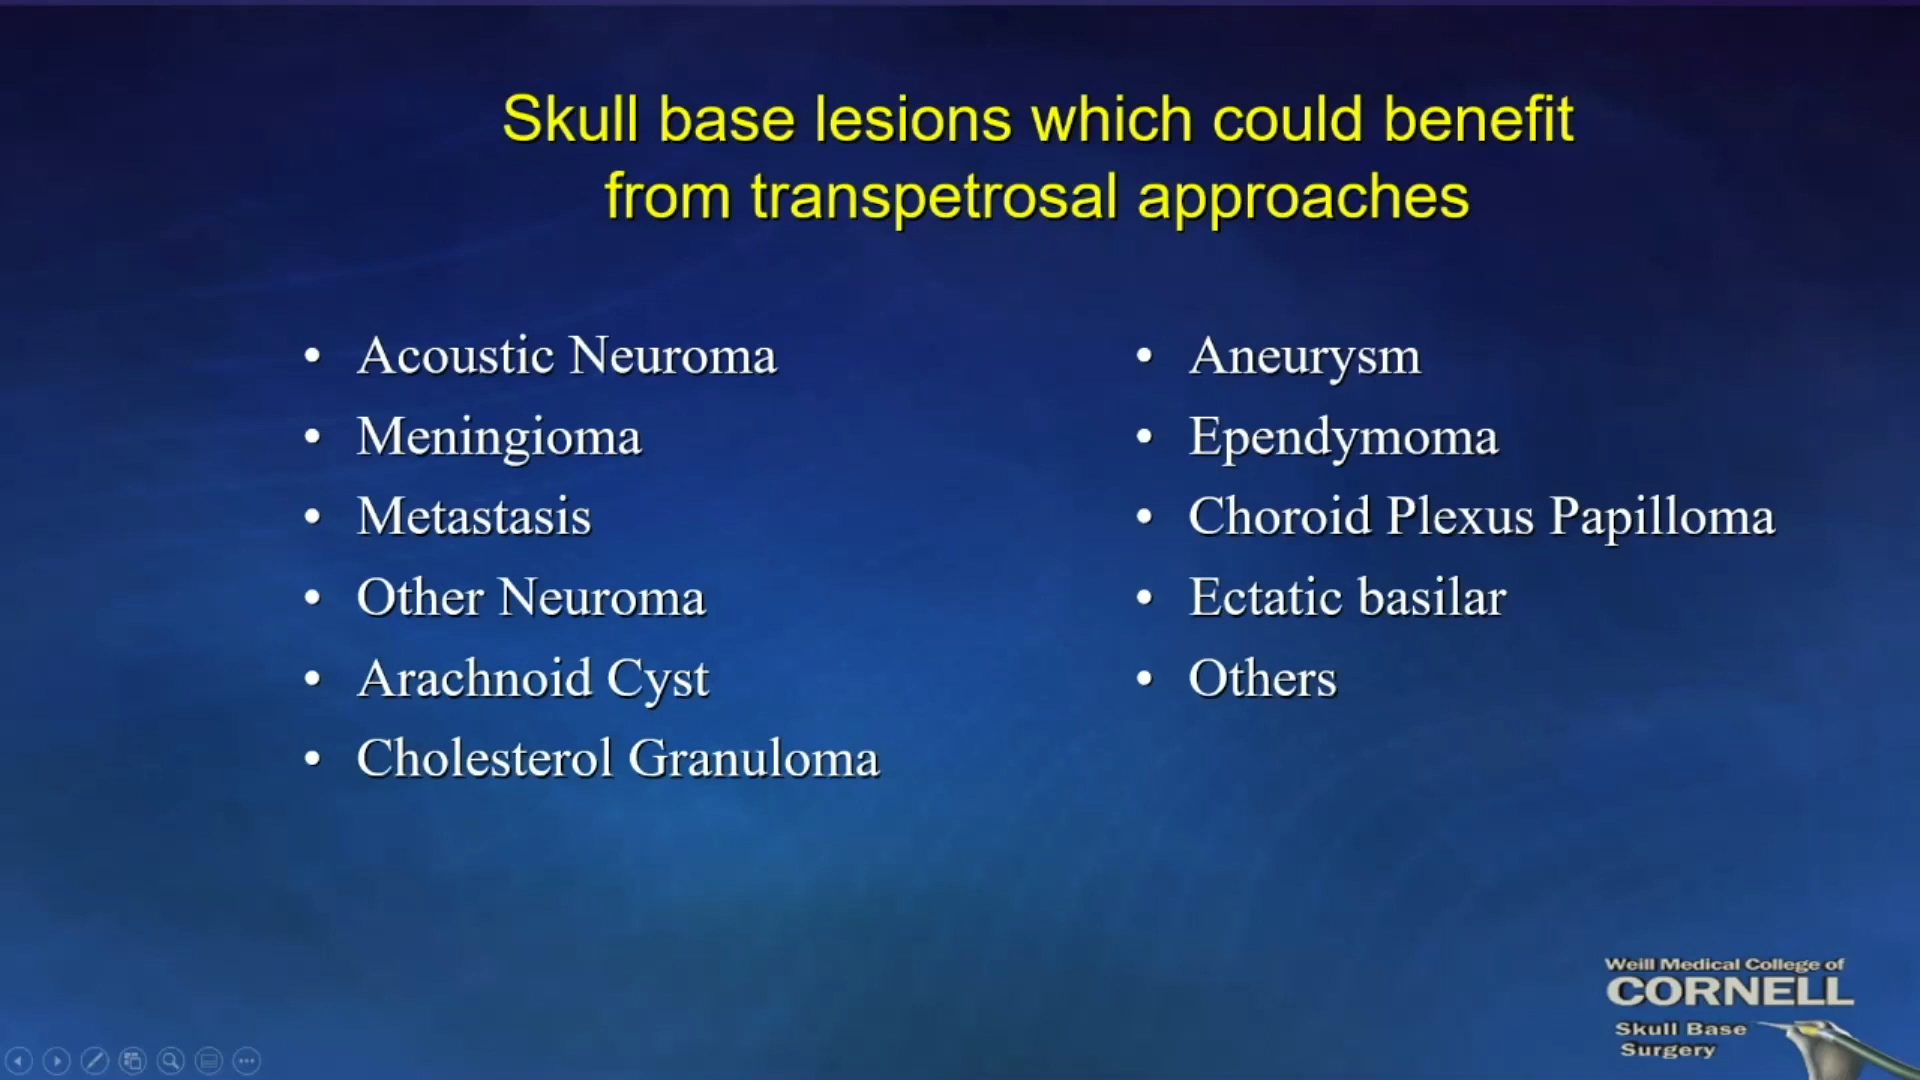 Skull base lesions which could benefit
from transpetrosal approaches
• Acoustic Neuroma
• Meningioma
• Metastasis
• Other Neuroma
• Arachnoid Cyst
• Cholesterol Granuloma
• Aneurysm
• Ependymoma
• Choroid Plexus Papilloma
• Ectatic basilar
• Others
Weill Medical College of
CORNELL
Skull Base
Surgery